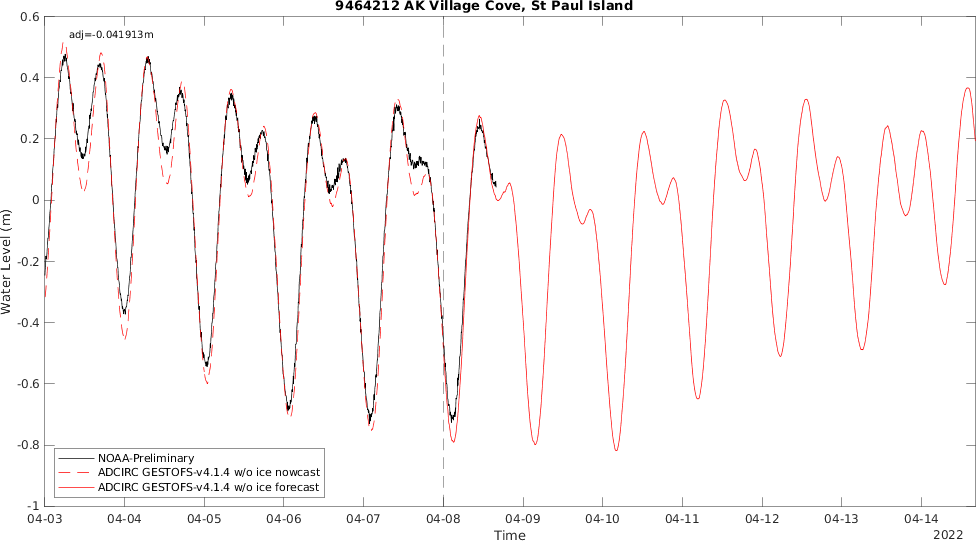 9464212 AK Village Cove, St Paul Island
adj=-0.041913m
0.6
0.4
0.2
0
-0.2
-0.4
-0.6
-0.8
-1
Water Level (m)
NOAA-Preliminary
ADCIRC GESTOFS-v4.1.4 w/o ice nowcast
ADCIRC GESTOFS-v4.1.4 w/o ice forecast
04-03 04-04 04-05 04-06 04-07 04-08 04-09 04-10 04-11 04-12 04-13 04-14
Time
2022